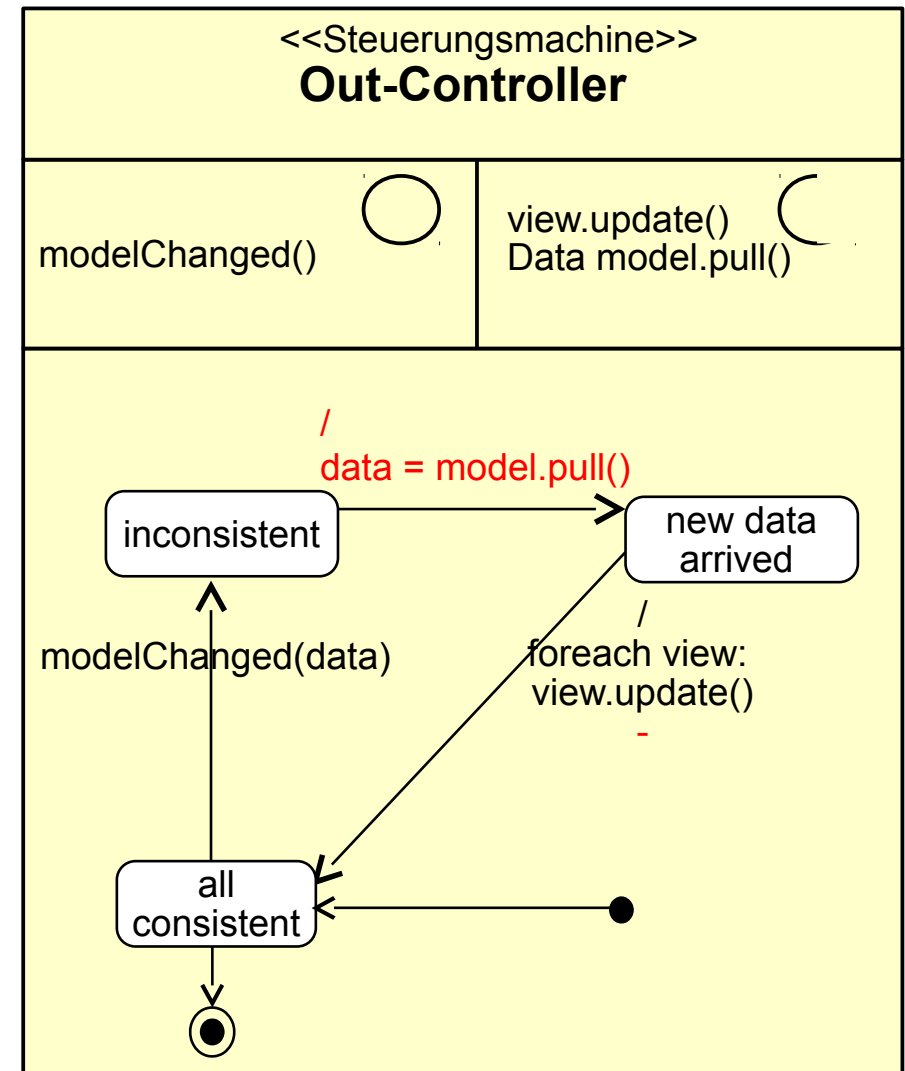 <<Steuerungsmachine>>
Out-Controller
modelChanged()
view.update()
Data model.pull()
/
data = model.pull()
inconsistent
new data
arrived
/
foreach view:
view.update()
-
modelChanged(data)
all
consistent